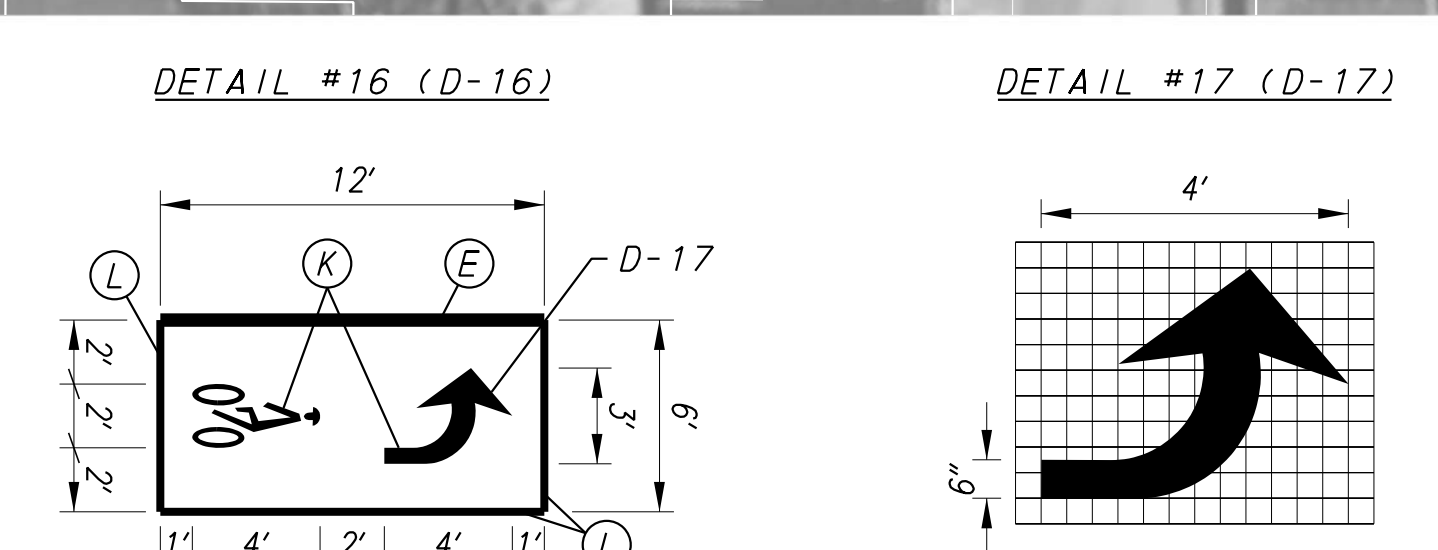 DETAIL #16 (D-16)
DETAIL #17 (D-17)
12'
4'
L
K
E
D-17
2'
2'
2'
3'
6'
6"
1'
4'
2'
4'
1'